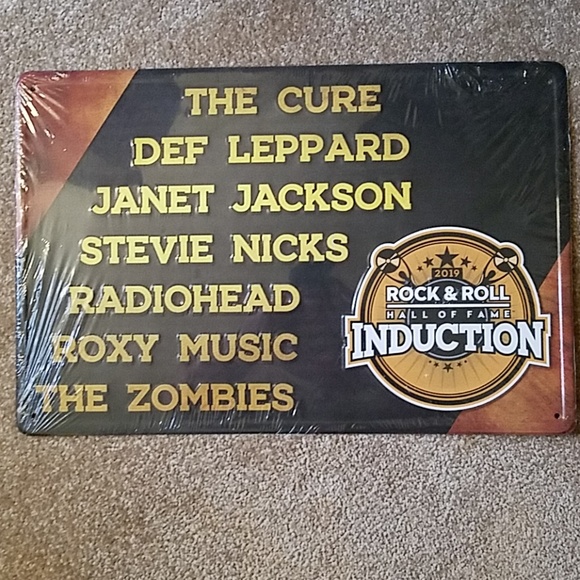 THE CURE
DEF LEPPARD
JANET JACKSON
STEVIE NICKS
RADIOHEAD
ROXY MUSIC
THE ZOMBIES
2019
ROCK & ROLL
HALL OF FAME
INDUCTION